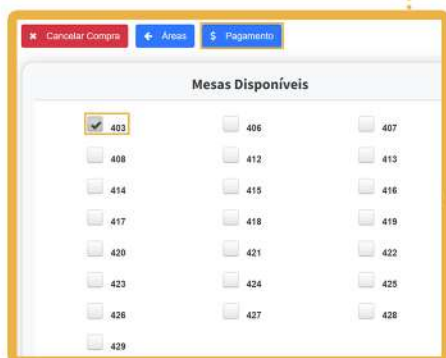 Cancelar Compra Áreas $ Pagamento
Mesas Disponíveis
403 406 407
408 412 413
414 415 416
417 418 419
420 421 422
423 424 425
426 427 428
429